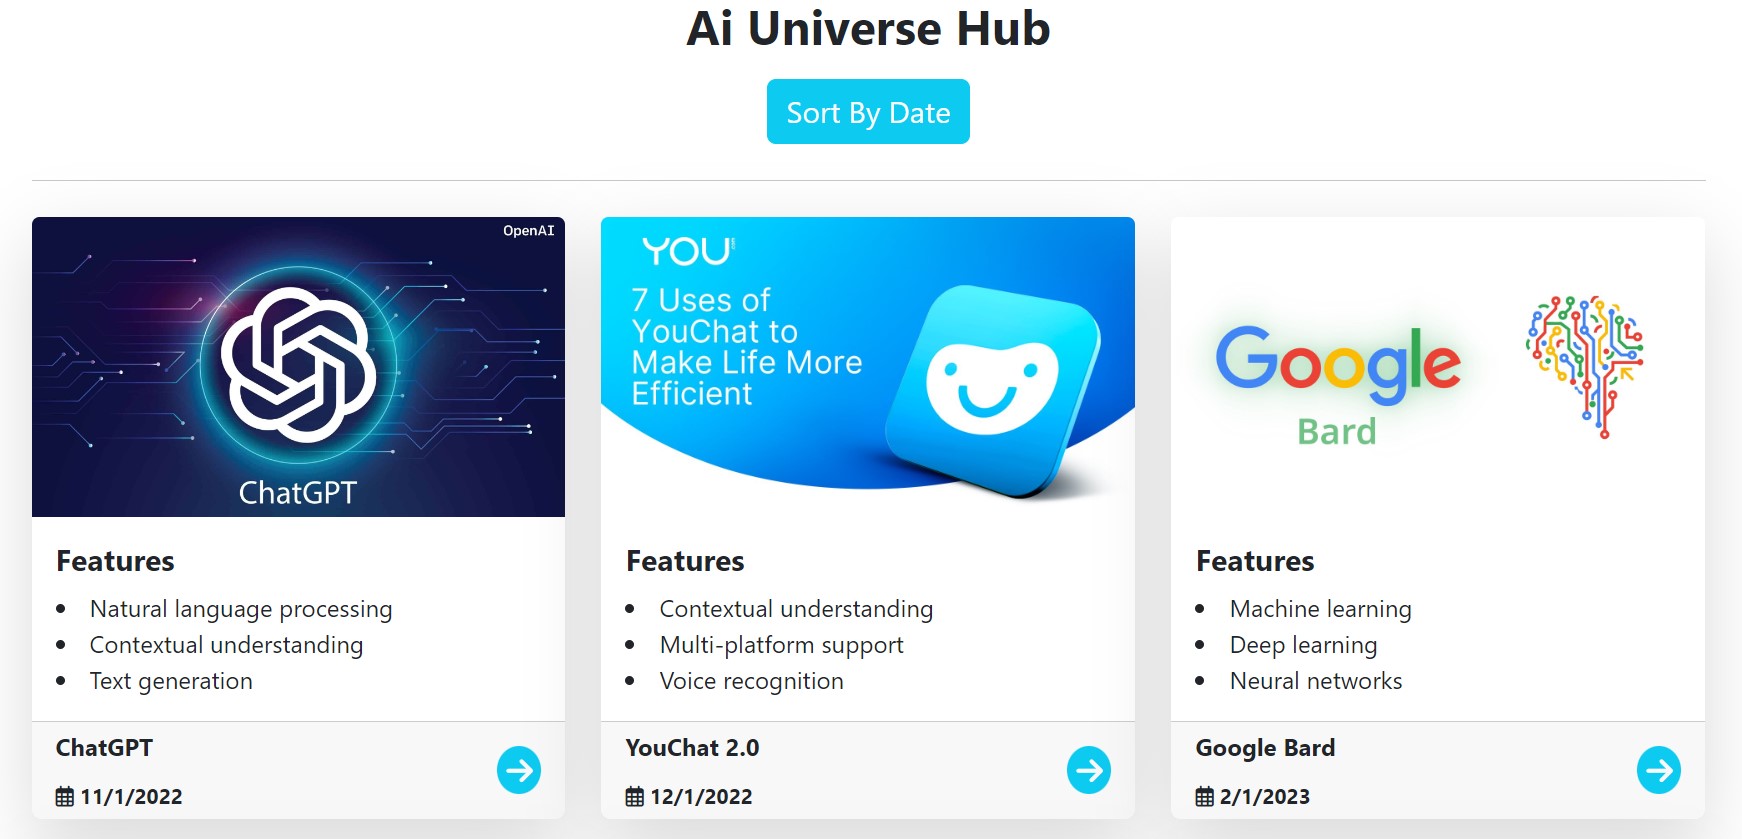 Ai Universe Hub
Sort By Date
OpenAI
ChatGPT
YOU
7 Uses of
YouChat to
Make Life More
Efficient
Google
Bard
Features
Natural language processing
Contextual understanding
Text generation
Features
Contextual understanding
Multi-platform support
Voice recognition
Features
Machine learning
Deep learning
Neural networks
ChatGPT
11/1/2022
YouChat 2.0
12/1/2022
Google Bard
2/1/2023